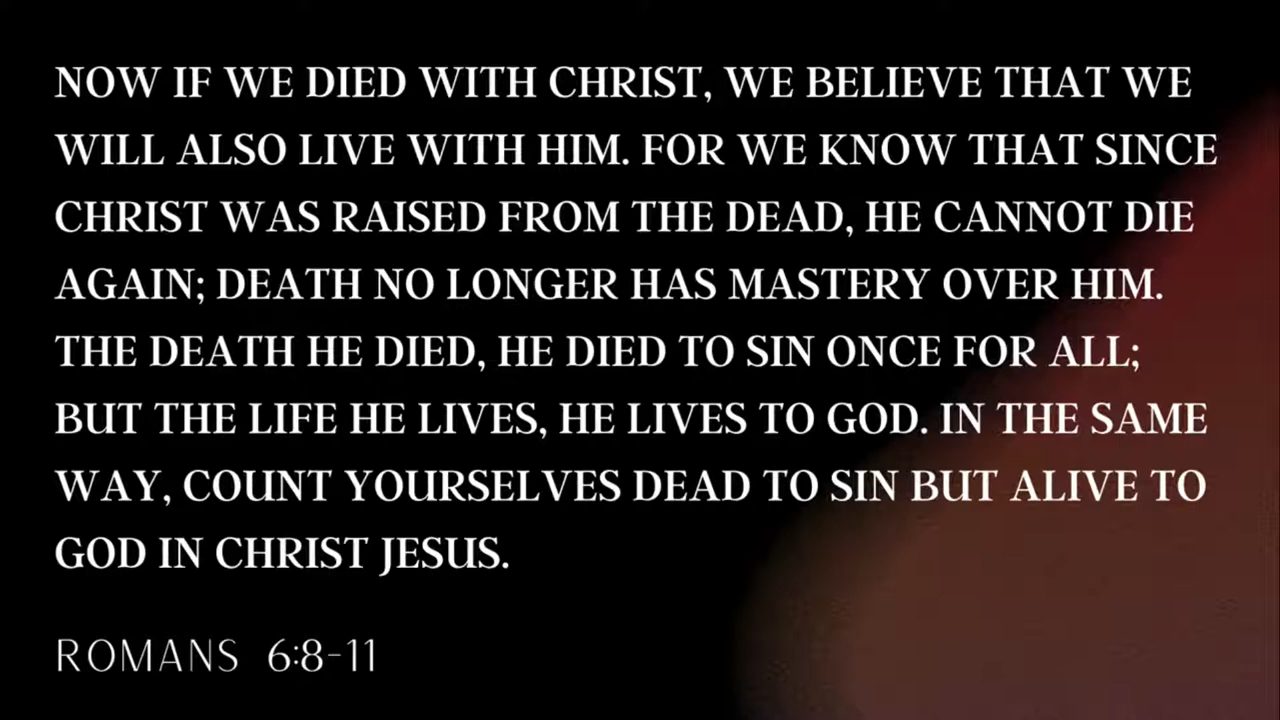 NOW IF WE DIED WITH CHRIST, WE BELIEVE THAT WE
WILL ALSO LIVE WITH HIM. FOR WE KNOW THAT SINCE
CHRIST WAS RAISED FROM THE DEAD, HE CANNOT DIE
AGAIN; DEATH NO LONGER HAS MASTERY OVER HIM.
THE DEATH HE DIED, HE DIED TO SIN ONCE FOR ALL;
BUT THE LIFE HE LIVES, HE LIVES TO GOD. IN THE SAME
WAY, COUNT YOURSELVES DEAD TO SIN BUT ALIVE TO
GOD IN CHRIST JESUS.
ROMANS 6:8-11